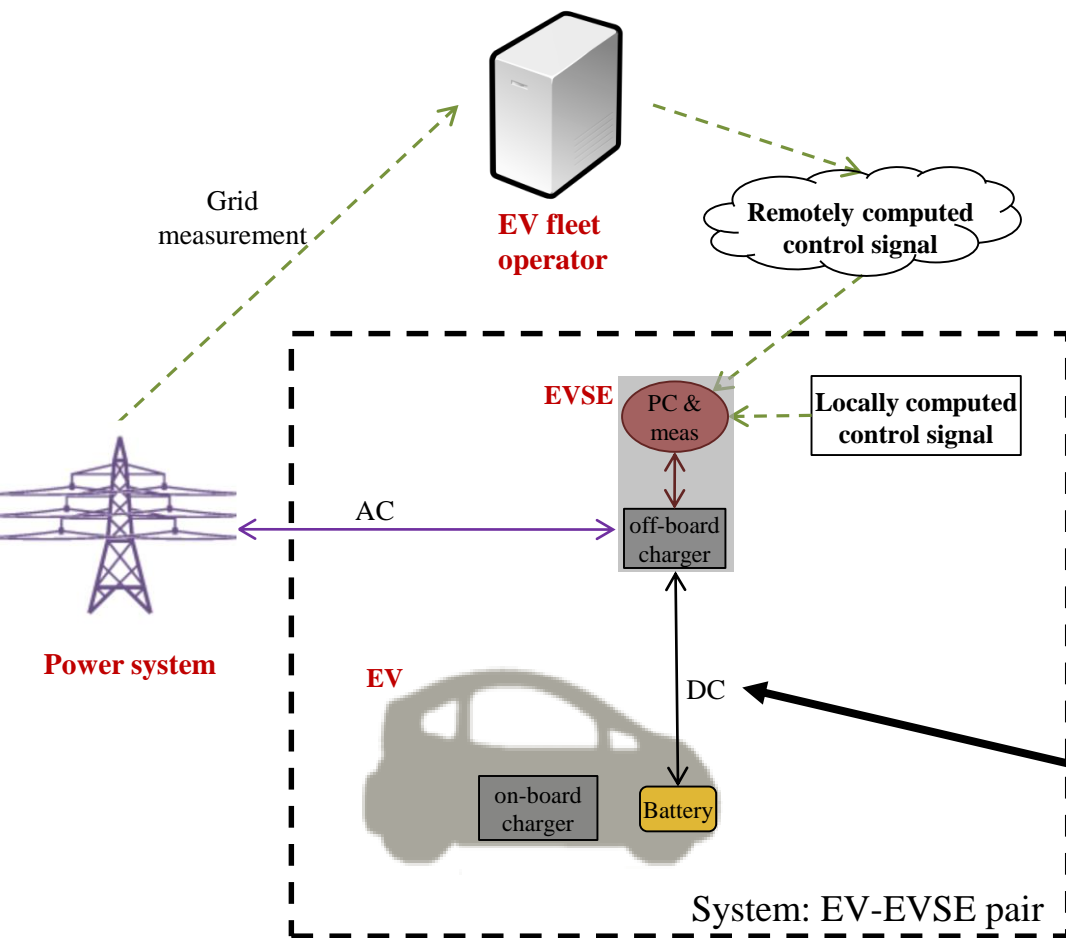 Grid
measurement
EV fleet
operator
Remotely computed
control signal
EVSE
PC &
meas
Locally computed
control signal
AC
off-board
charger
Power system
EV
DC
on-board
charger
Battery
System: EV-EVSE pair